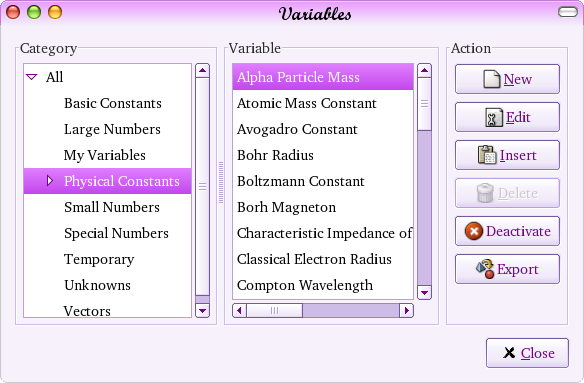 Variables
Category
All
Basic Constants
Large Numbers
My Variables
Physical Constants
Small Numbers
Special Numbers
Temporary
Unknowns
Vectors
Variable
Alpha Particle Mass
Atomic Mass Constant
Avogadro Constant
Bohr Radius
Boltzmann Constant
Borh Magneton
Characteristic Impedance of
Classical Electron Radius
Compton Wavelength
Action
New
Edit
Insert
Delete
Deactivate
Export
Close